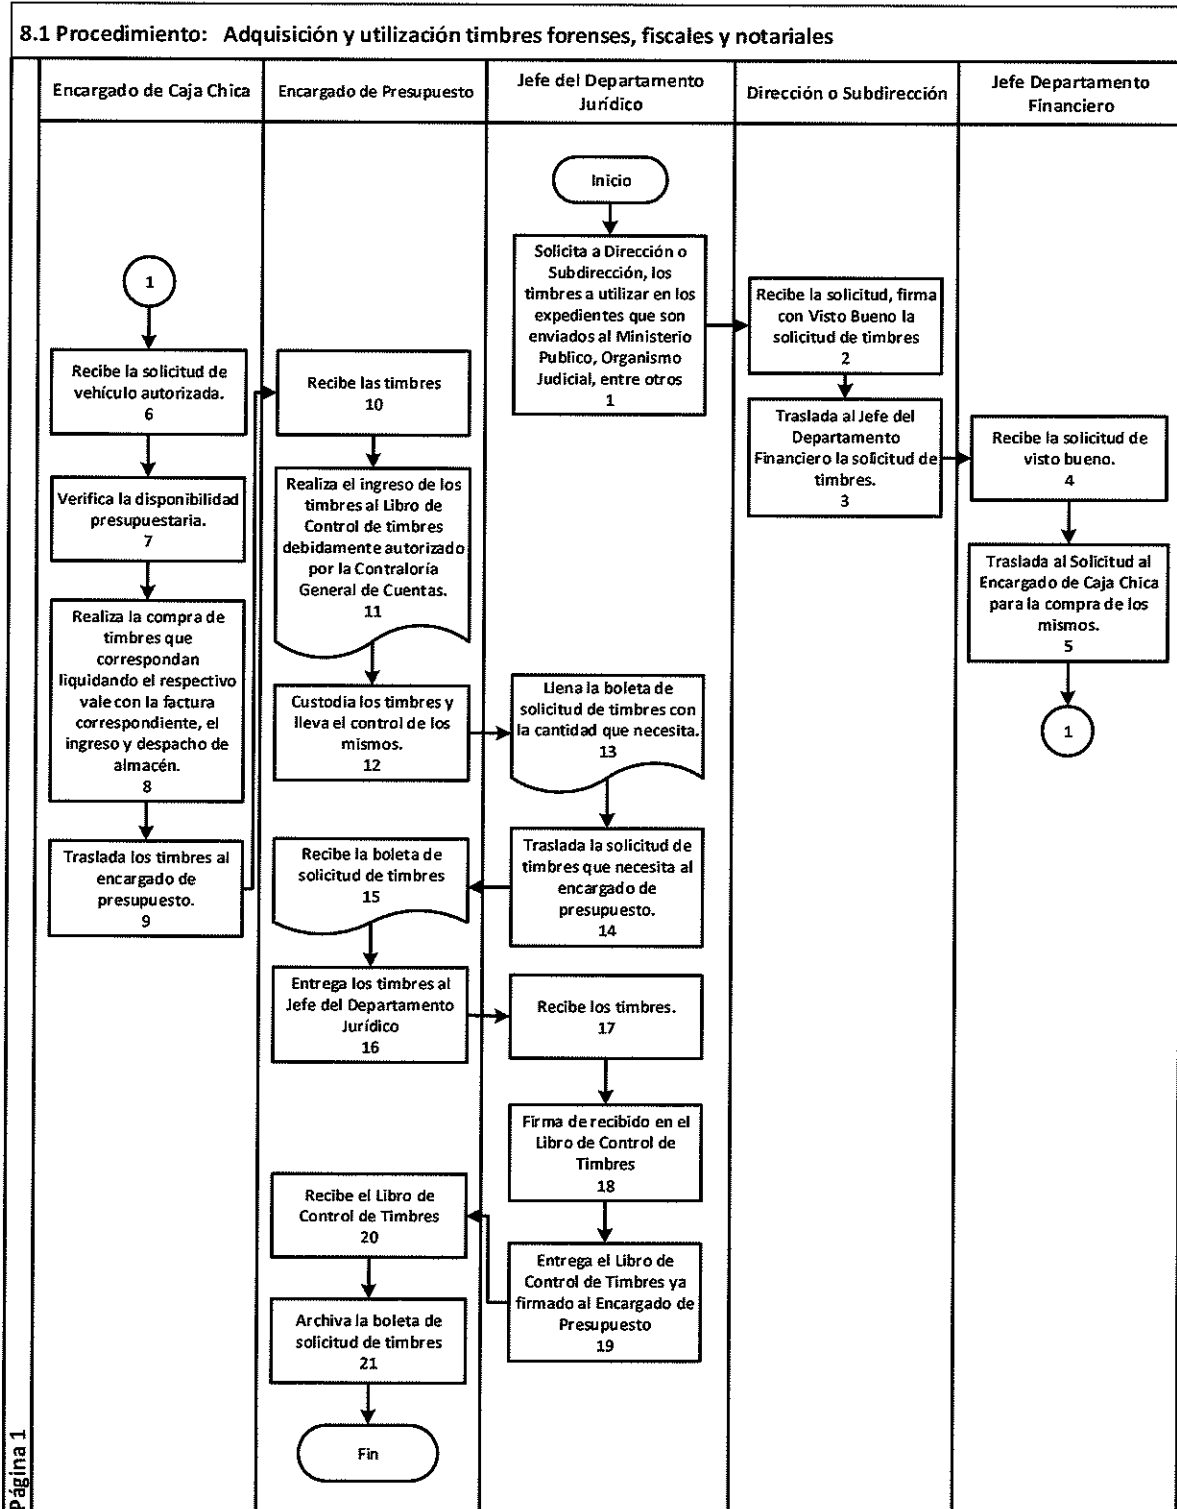 8.1 Procedimiento: Adquisición y utilización timbres forenses, fiscales y notariales
Encargado de Caja Chica
Encargado de Presupuesto
Jefe del Departamento
Jurídico
Dirección o Subdirección
Jefe Departamento
Financiero
Inicio
Solicita a Dirección o
Subdirección, los
timbres a utilizar en los
expedientes que son
enviados al Ministerio
Publico, Organismo
Judicial, entre otros
1
Recibe la solicitud, firma
con Visto Bueno la
solicitud de timbres
2
Traslada al Jefe del
Departamento
Financiero la solicitud de
timbres.
3
Recibe la solicitud de
visto bueno.
4
Traslada al Solicitud al
Encargado de Caja Chica
para la compra de los
mismos.
5
1
1
Recibe la solicitud de
vehículo autorizada.
6
Verifica la disponibilidad
presupuestaria.
7
Realiza la compra de
timbres que
correspondan
liquidando el respectivo
vale con la factura
correspondiente, el
ingreso y despacho de
almacén.
8
Traslada los timbres al
encargado de
presupuesto.
9
Recibe las timbres
10
Realiza el ingreso de los
timbres al Libro de
Control de timbres
debidamente autorizado
por la Contraloría
General de Cuentas.
11
Custodia los timbres y
lleva el control de los
mismos.
12
Llena la boleta de
solicitud de timbres con
la cantidad que necesita.
13
Traslada la solicitud de
timbres que necesita al
encargado de
presupuesto.
14
Recibe la boleta de
solicitud de timbres
15
Entrega los timbres al
Jefe del Departamento
Jurídico
16
Recibe los timbres.
17
Firma de recibido en el
Libro de Control de
Timbres
18
Entrega el Libro de
Control de Timbres ya
firmado al Encargado de
Presupuesto
19
Recibe el Libro de
Control de Timbres
20
Archiva la boleta de
solicitud de timbres
21
Fin
Página 1